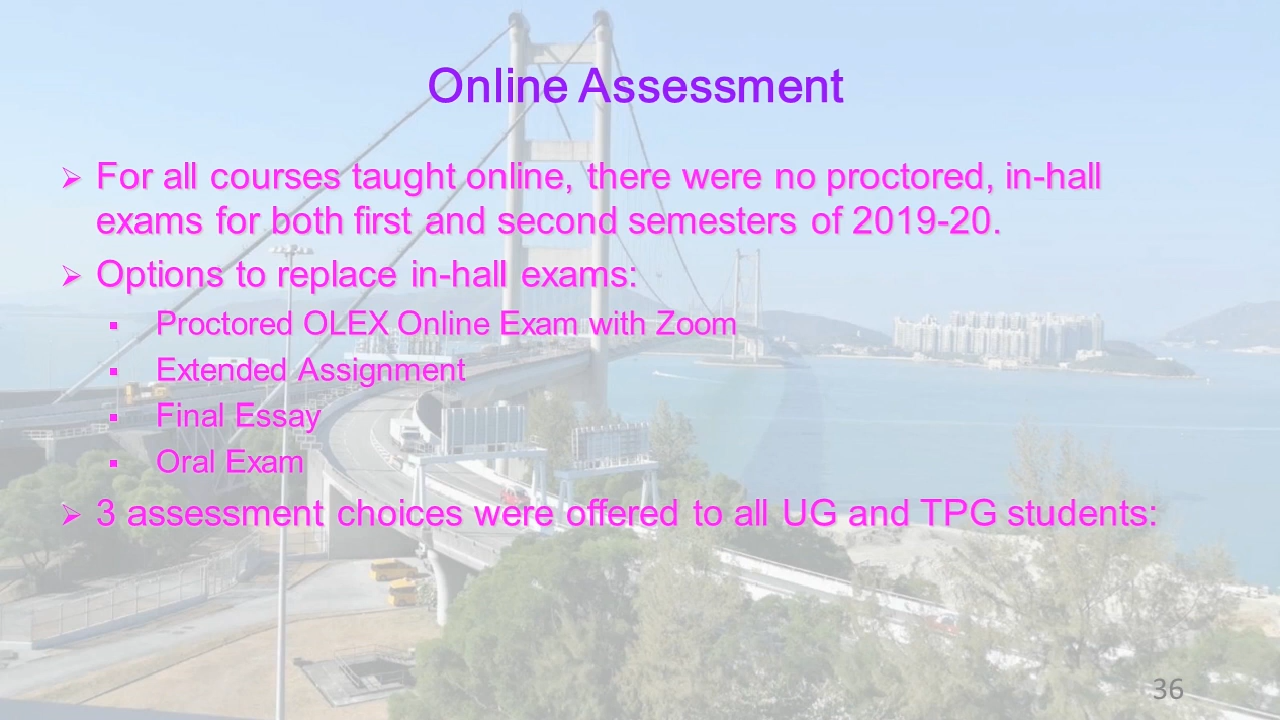 Online Assessment
For all courses taught online, there were no proctored, in-hall
exams for both first and second semesters of 2019-20.
Options to replace in-hall exams:
Proctored OLEX Online Exam with Zoom
Extended Assignment
Final Essay
Oral Exam
3 assessment choices were offered to all UG and TPG students:
36